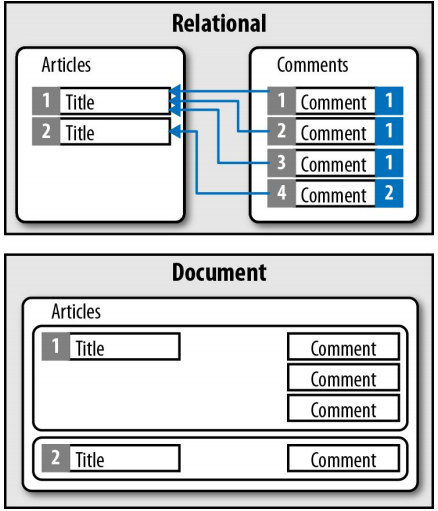 Relational
Articles
Comments
1 Title
2 Title
1 Comment 1
2 Comment 1
3 Comment 1
4 Comment 2
Document
Articles
1 Title
Comment
Comment
Comment
2 Title
Comment